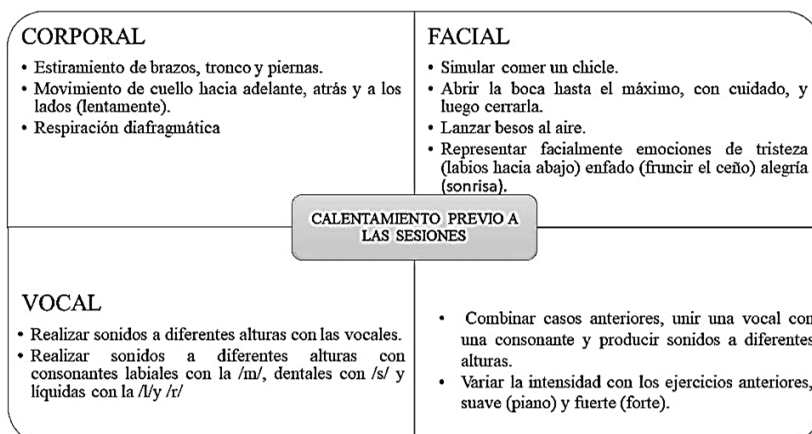 CORPORAL
• Estiramiento de brazos, tronco y piernas.
• Movimiento de cuello hacia adelante, atrás y a los
lados (lentamente).
• Respiración diafragmática
FACIAL
• Simular comer un chicle.
• Abrir la boca hasta el máximo, con cuidado, y
luego cerrarla.
• Lanzar besos al aire.
• Representar facialmente emociones de tristeza
(labios hacia abajo) enfado (fruncir el ceño) alegría
(sonrisa).
CALENTAMIENTO PREVIO A
LAS SESIONES
VOCAL
• Realizar sonidos a diferentes alturas con las vocales.
• Realizar sonidos a diferentes alturas con
consonantes labiales con la /m/, dentales con /s/ y
líquidas con la /l/y /r/
• Combinar casos anteriores, unir una vocal con
una consonante y producir sonidos a diferentes
alturas.
• Variar la intensidad con los ejercicios anteriores,
suave (piano) y fuerte (forte).